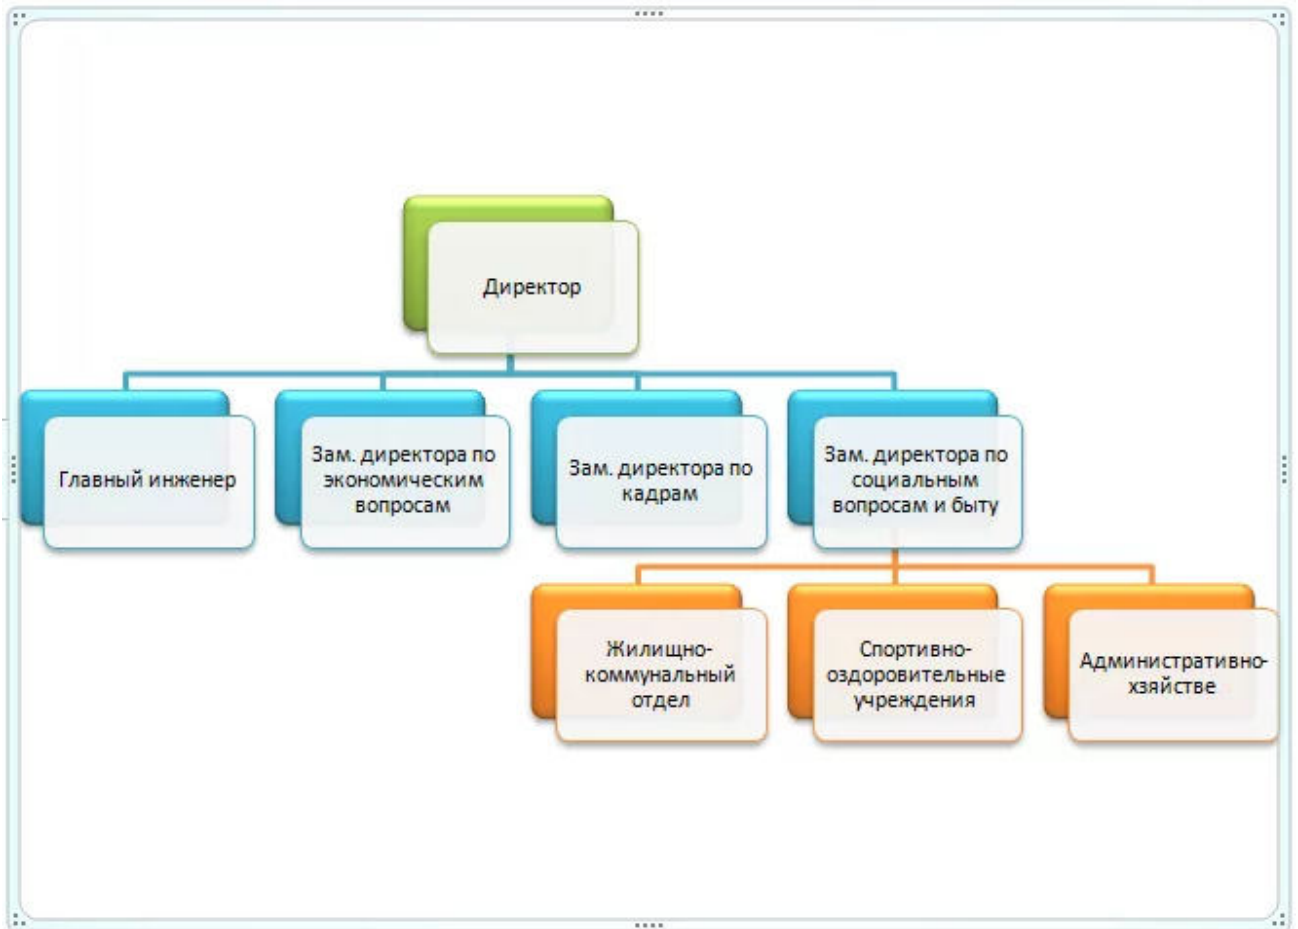 Директор
Главный инженер
Зам. директора по
экономическим
вопросам
Зам. директора по
кадрам
Зам. директора по
социальным
вопросам и быту
Жилищно-
коммунальный
отдел
Спортивно-
оздоровительные
учреждения
Административно-
хзяйстве